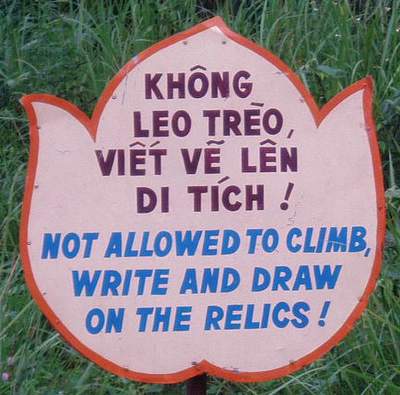 KHÔNG
LEO TRÈO,
VIẾT VẼ LÊN
DI TÍCH !
NOT ALLOWED TO CLIMB,
WRITE AND DRAW
ON THE RELICS !